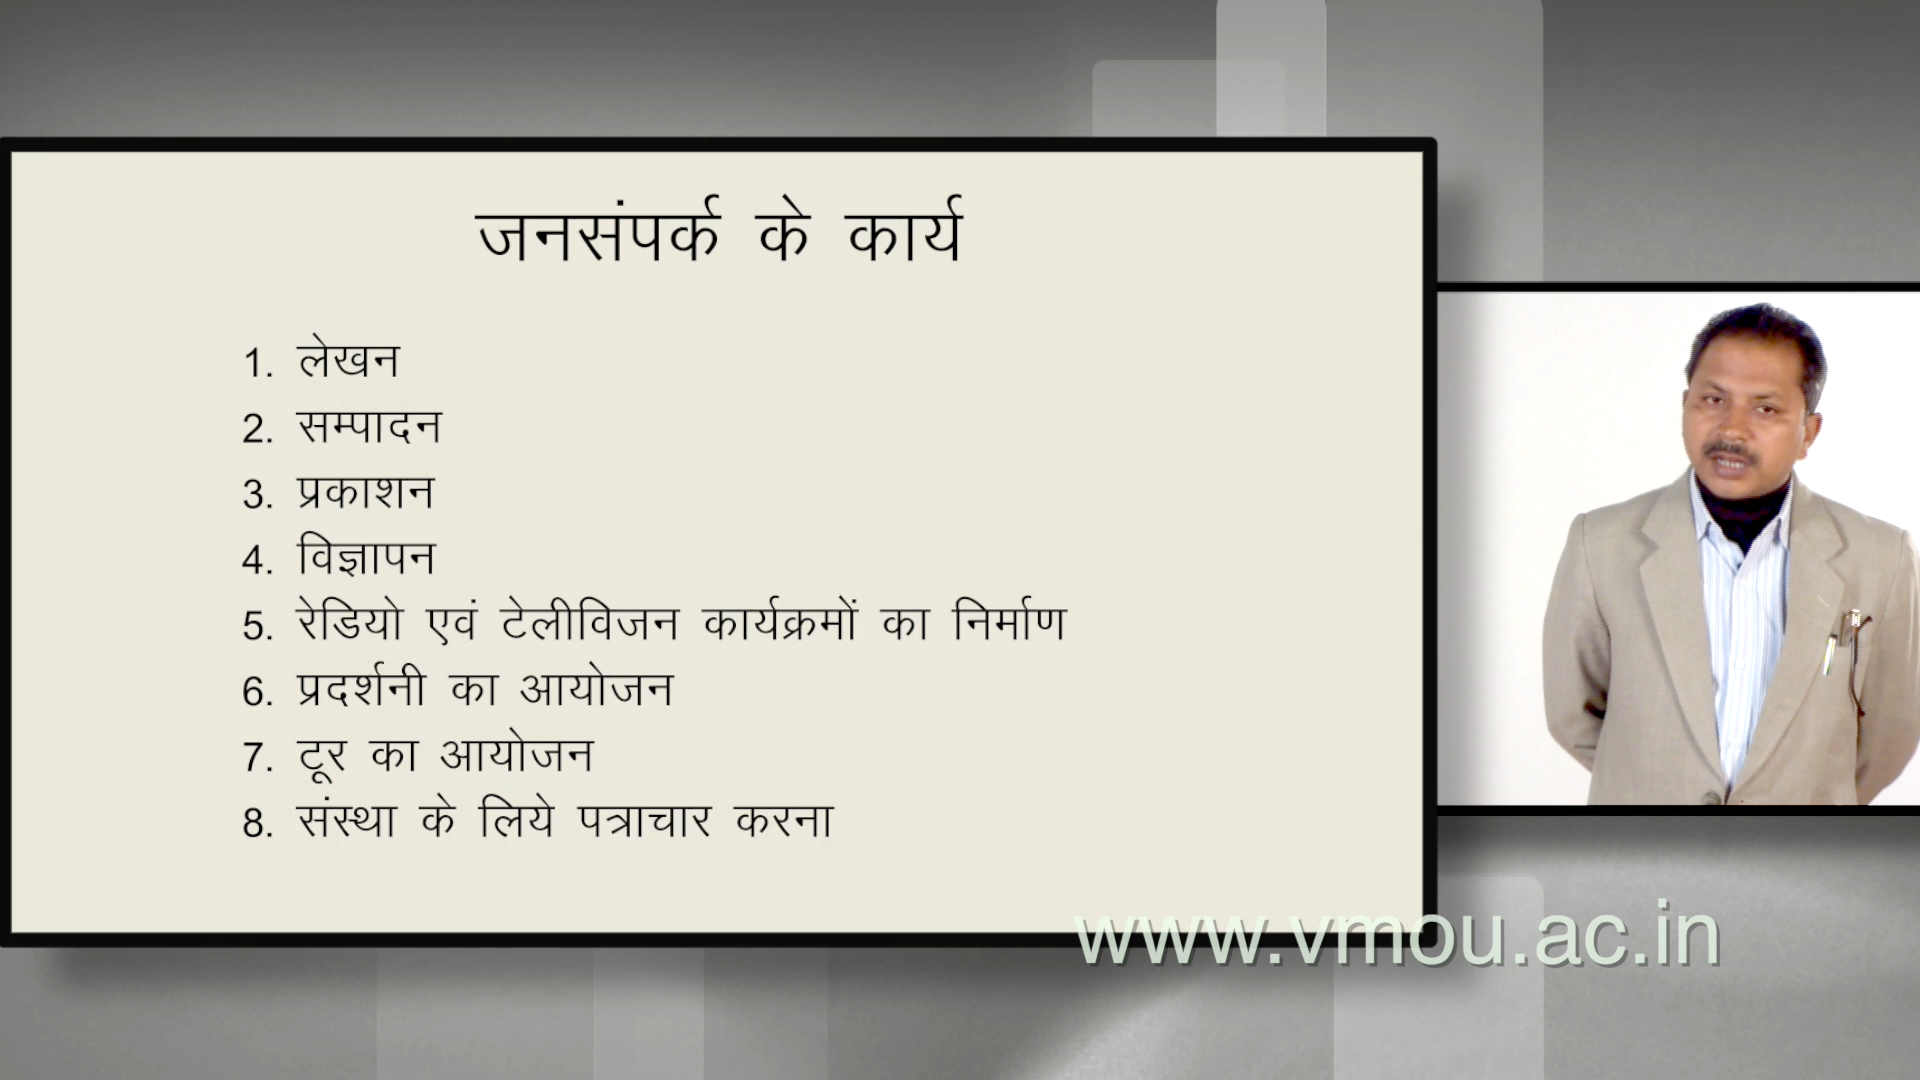 जनसंपर्क के कार्य
1. लेखन
2. सम्पादन
3. प्रकाशन
4. विज्ञापन
5. रेडियो एवं टेलीविजन कार्यक्रमों का निर्माण
6. प्रदर्शनी का आयोजन
7. टूर का आयोजन
8. संस्था के लिये पत्राचार करना
www.vmou.ac.in